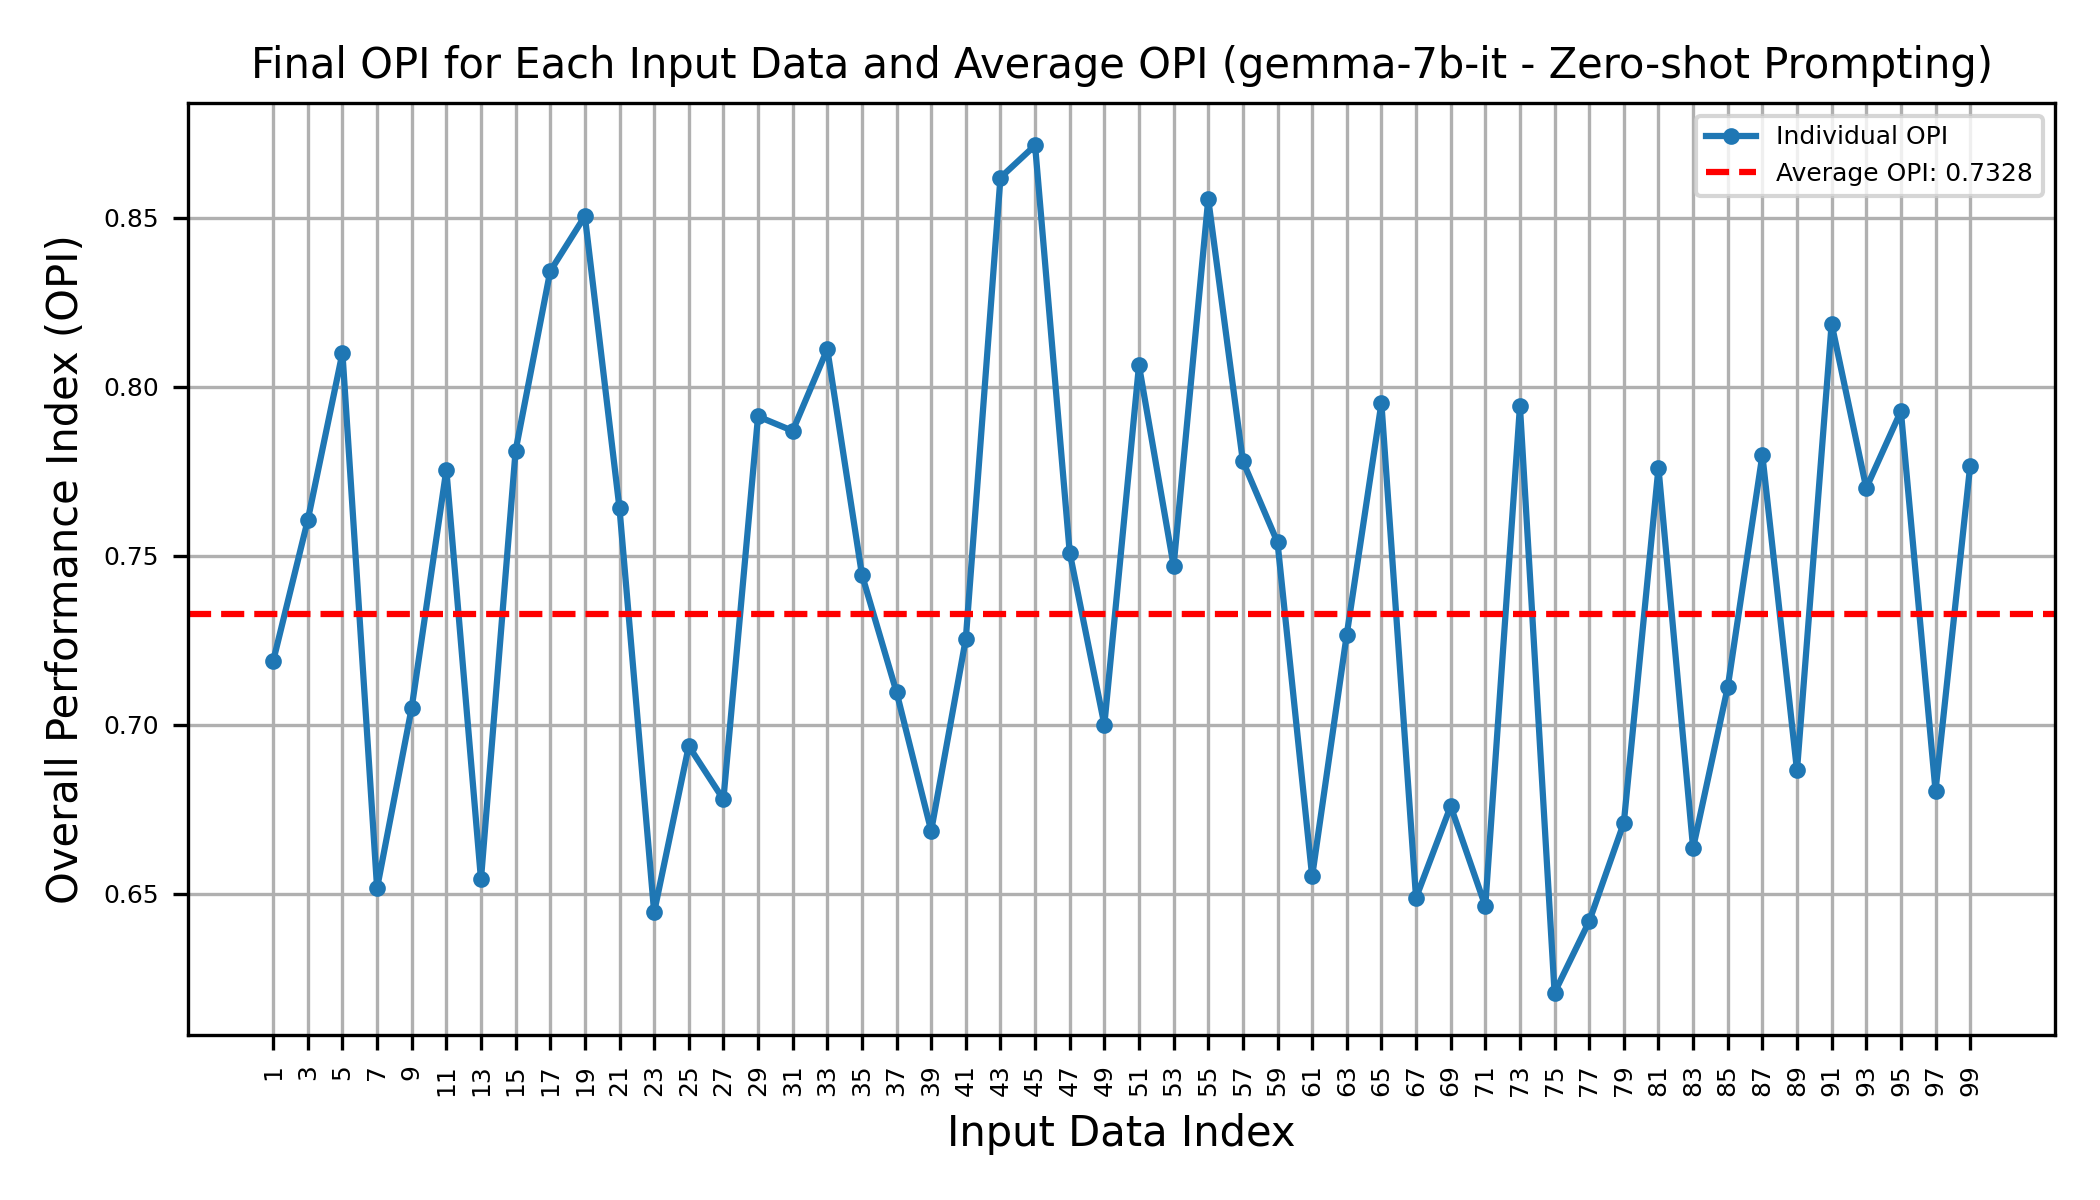 Final OPI for Each Input Data and Average OPI (gemma-7b-it - Zero-shot Prompting)
Individual OPI
Average OPI: 0.7328
Overall Performance Index (OPI)
0.85
0.80
0.75
0.70
0.65
1 3 5 7 9 11 13 15 17 19 21 23 25 27 29 31 33 35 37 39 41 43 45 47 49 51 53 55 57 59 61 63 65 67 69 71 73 75 77 79 81 83 85 87 89 91 93 95 97 99
Input Data Index